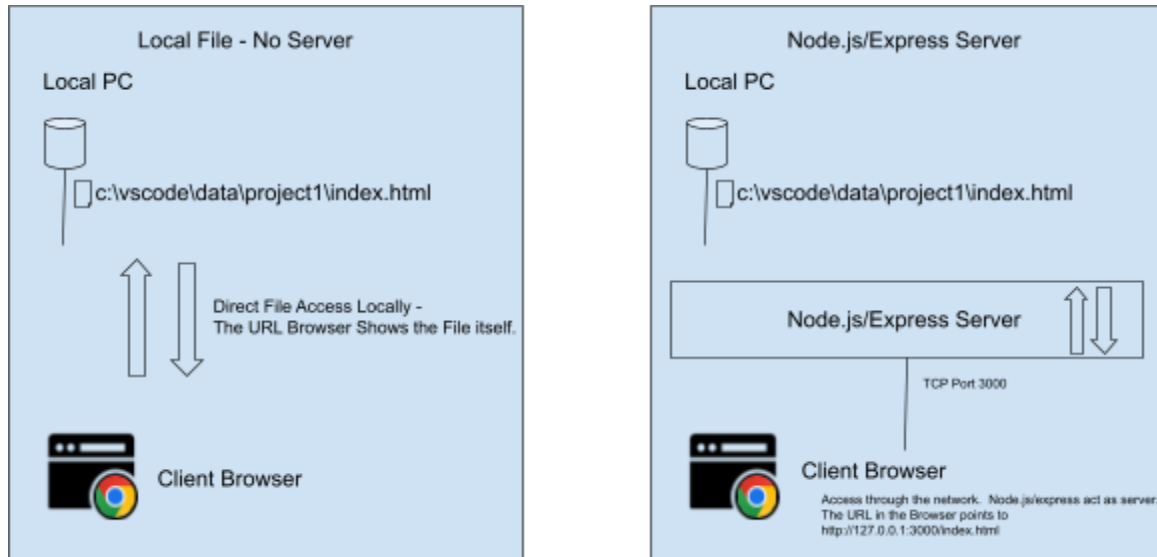 Local File - No Server
Local PC
c:\vscode\data\project1\index.html
Direct File Access Locally -
The URL Browser Shows the File itself.
Client Browser
Node.js/Express Server
Local PC
c:\vscode\data\project1\index.html
Node.js/Express Server
TCP Port 3000
Client Browser
Access through the network. Node.js/express act as server.
The URL in the Browser points to
http://127.0.0.1:3000/index.html